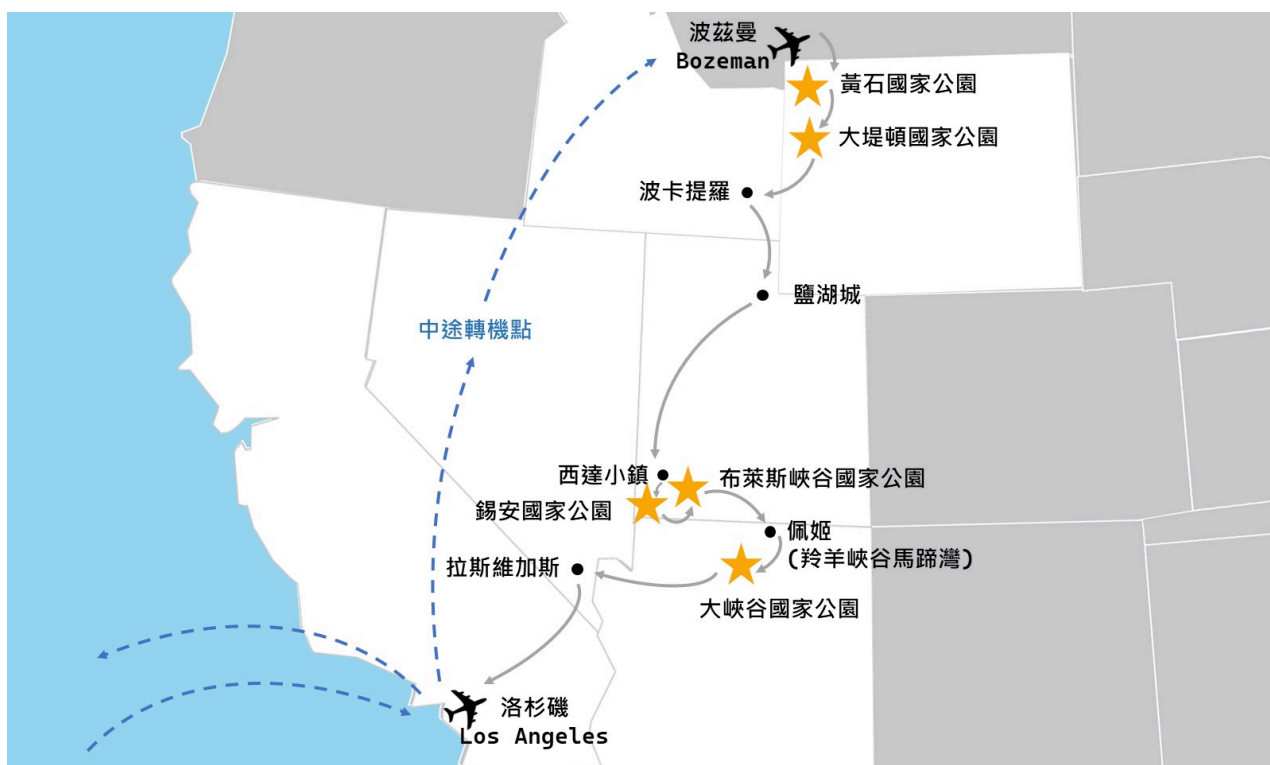 波茲曼
Bozeman
黃石國家公園
大堤頓國家公園
波卡提羅
鹽湖城
中途轉機點
西達小鎮
布萊斯峽谷國家公園
錫安國家公園
佩姬
(羚羊峽谷馬蹄灣)
拉斯維加斯
大峽谷國家公園
洛杉磯
Los Angeles